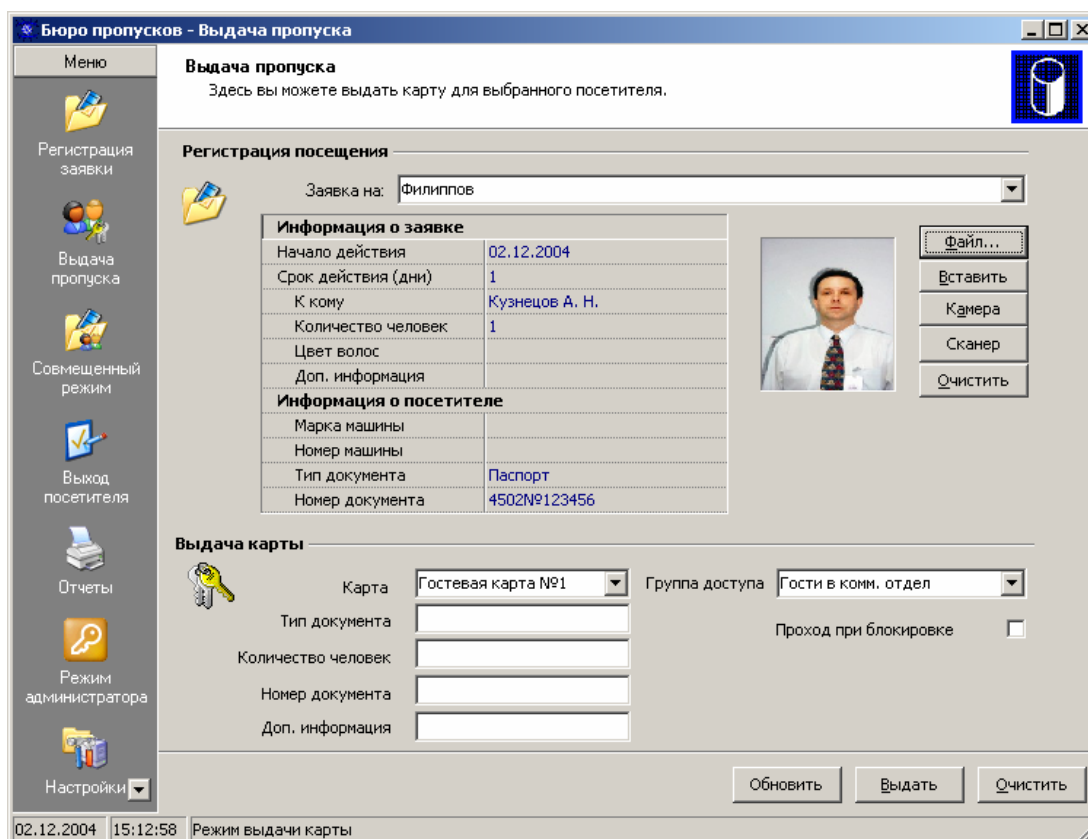 Бюро пропусков - Выдача пропуска
Меню
Регистрация
заявки
Выдача
пропуска
Совмещенный
режим
Выход
посетителя
Отчеты
Режим
администратора
Настройки
Выдача пропуска
Здесь вы можете выдать карту для выбранного посетителя.
Регистрация посещения
Заявка на: Филиппов
Информация о заявке
Начало действия 02.12.2004
Срок действия (дни) 1
К кому Кузнецов А. Н.
Количество человек 1
Цвет волос
Доп. информация
Информация о посетителе
Марка машины
Номер машины
Тип документа Паспорт
Номер документа 4502№123456
Файл...
Вставить
Камера
Сканер
Очистить
Выдача карты
Карта Гостевая карта №1 Группа доступа Гости в комм. отдел
Тип документа
Проход при блокировке
Количество человек
Номер документа
Доп. информация
Обновить Выдать Очистить
02.12.2004 15:12:58 Режим выдачи карты